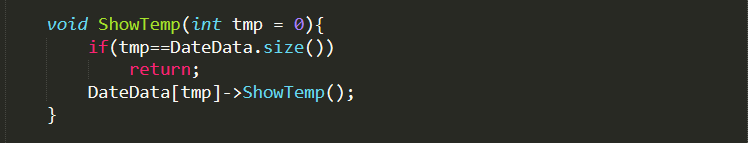 void ShowTemp(int tmp = 0){
if(tmp==DateData.size())
return;
DateData[tmp]->ShowTemp();
}